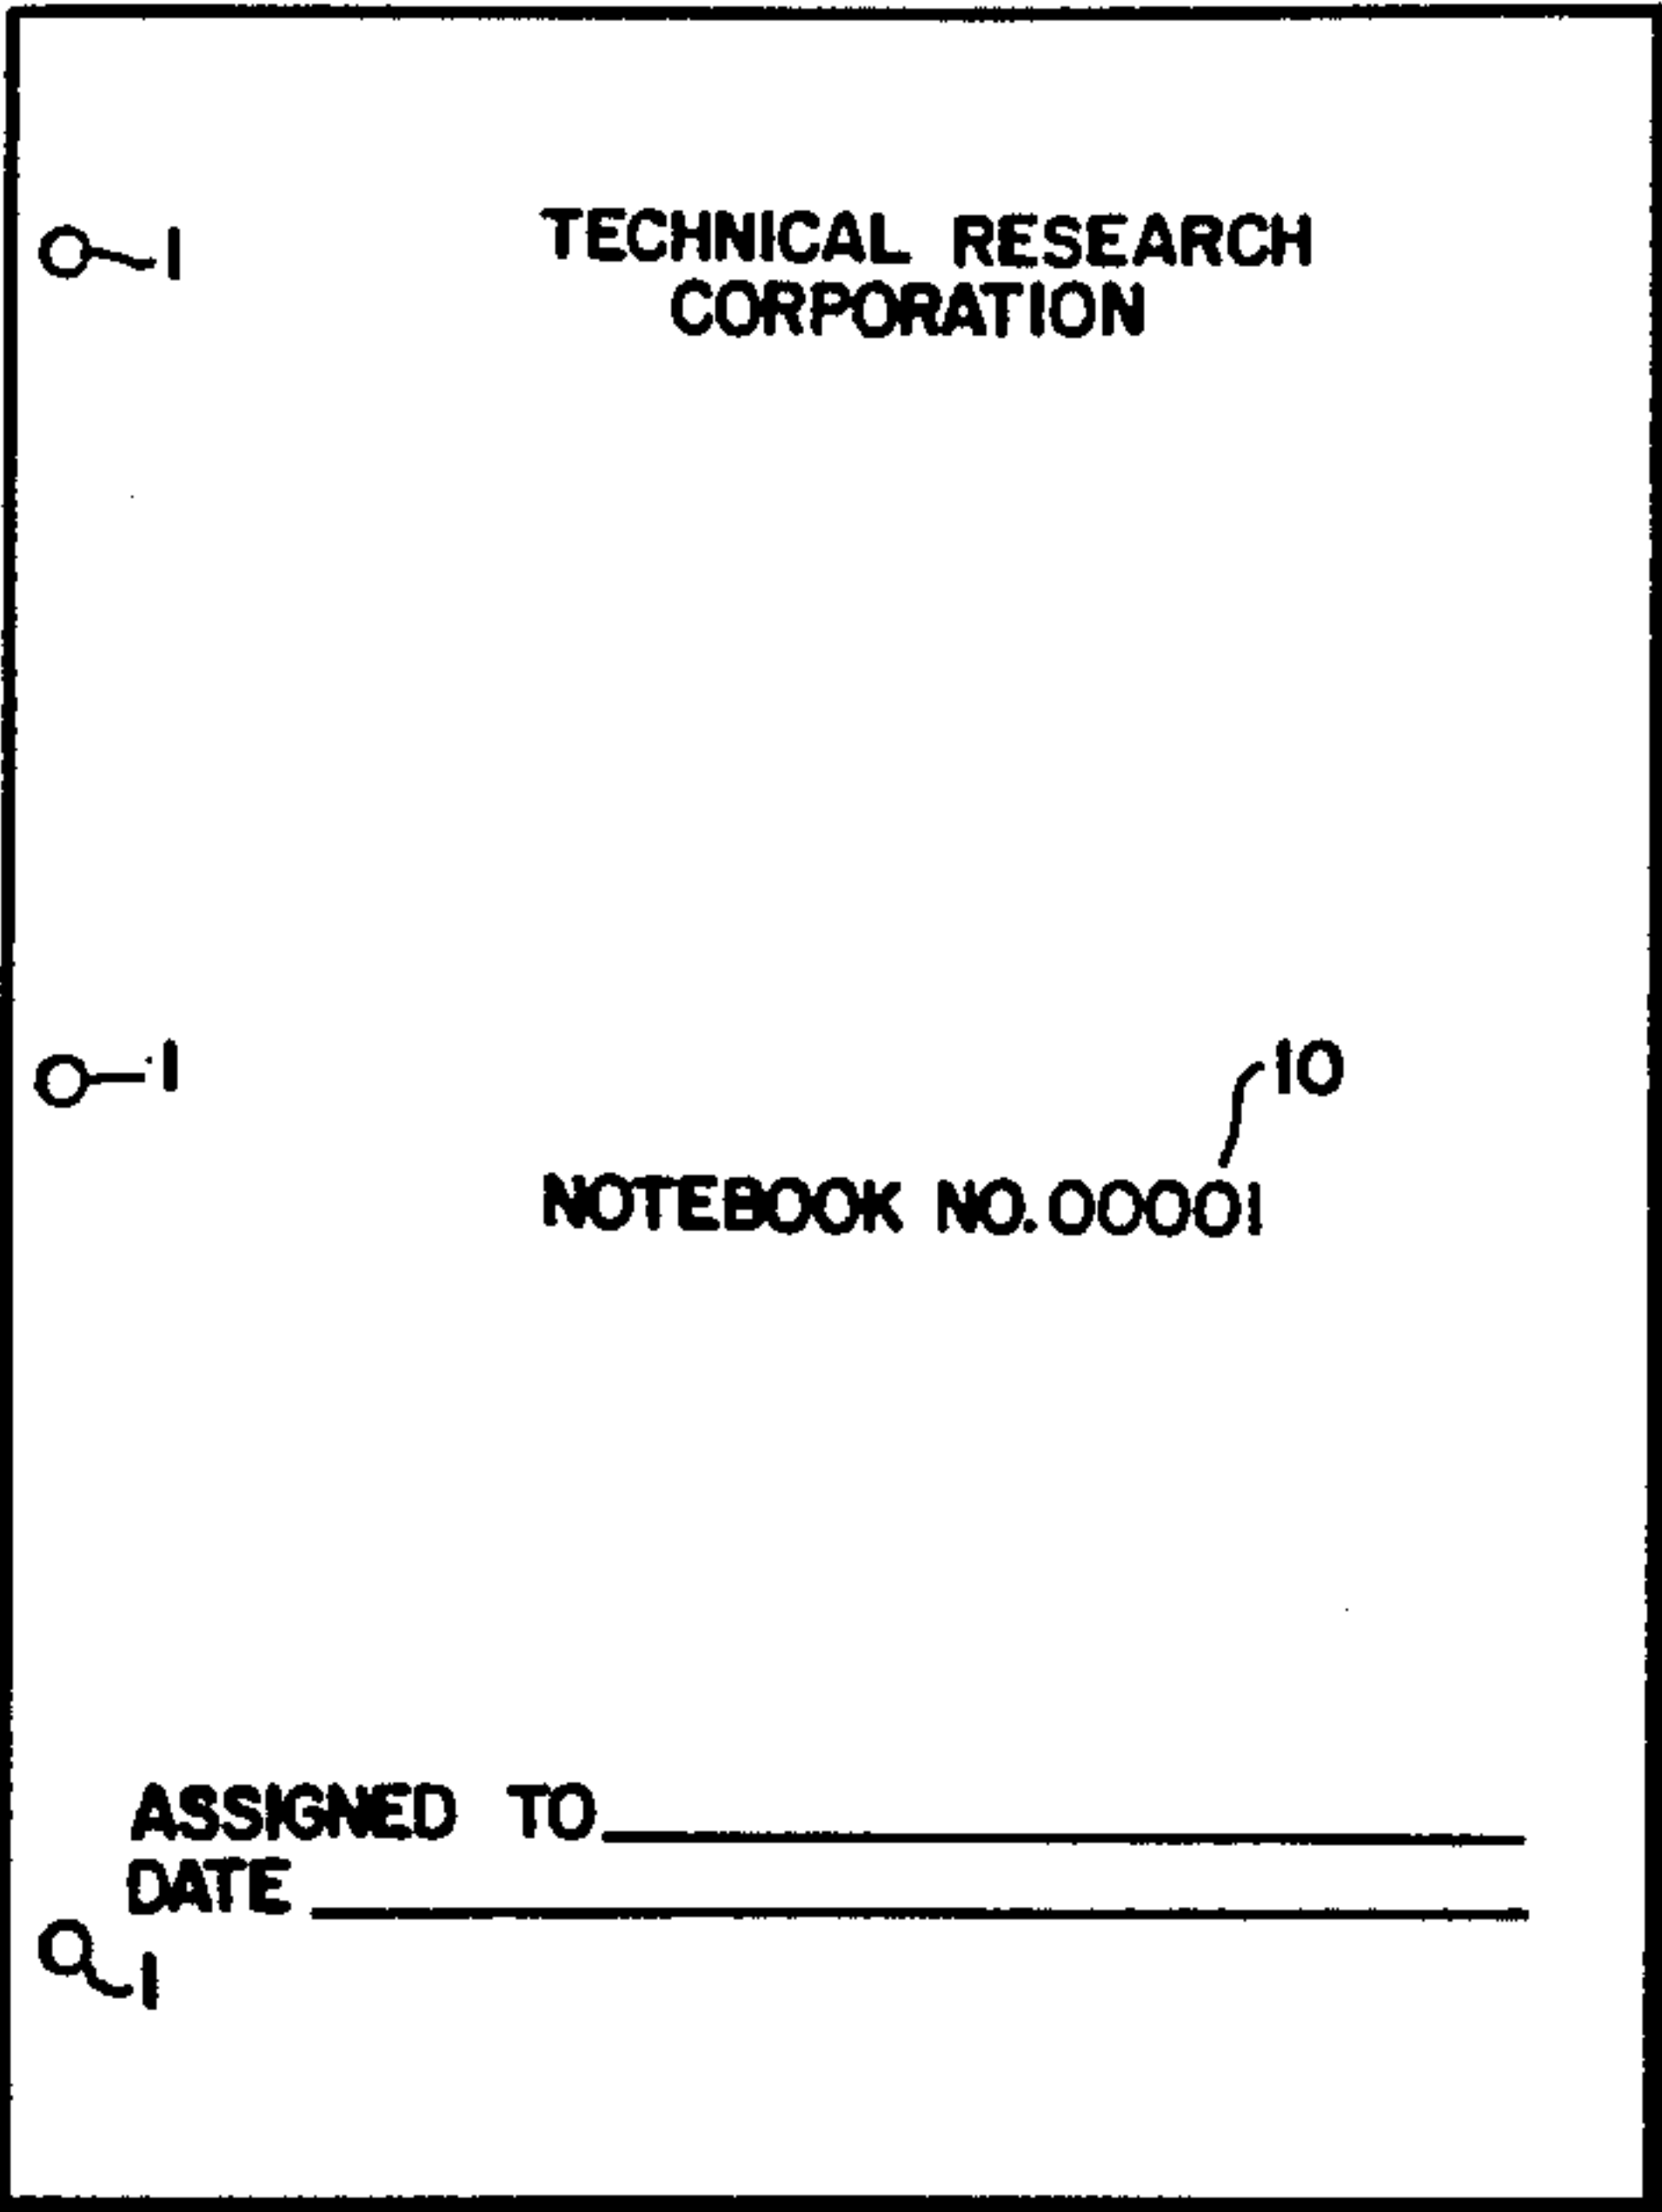 1
TECHNICAL RESEARCH
CORPORATION
1
10
NOTEBOOK NO. 00001
ASSIGNED TO
DATE
1